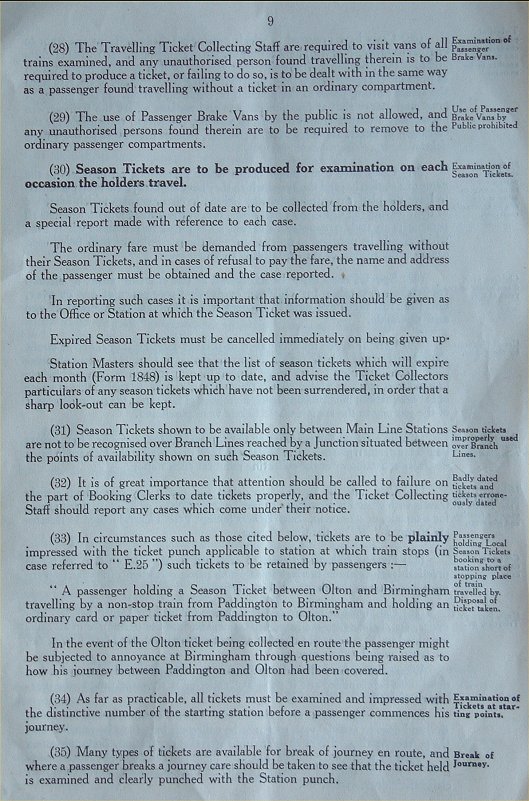 9
(28) The Travelling Ticket Collecting Staff are required to visit vans of all
trains examined, and any unauthorised person found travelling therein is to be
required to produce a ticket, or failing to do so, is to be dealt with in the same way
as a passenger found travelling without a ticket in an ordinary compartment.
Examination of
Passenger
Brake Vans.
(29) The use of Passenger Brake Vans by the public is not allowed, and
any unauthorised persons found therein are to be required to remove to the
ordinary passenger compartments.
Use of Passenger
Brake Vans by
Public prohibited
(30) Season Tickets are to be produced for examination on each
occasion the holders travel.
Examination of
Season Tickets.
Season Tickets found out of date are to be collected from the holders, and
a special report made with reference to each case.
The ordinary fare must be demanded from passengers travelling without
their Season Tickets, and in cases of refusal to pay the fare, the name and address
of the passenger must be obtained and the case reported.
In reporting such cases it is important that information should be given as
to the Office or Station at which the Season Ticket was issued.
Expired Season Tickets must be cancelled immediately on being given up.
Station Masters should see that the list of season tickets which will expire
each month (Form 1848) is kept up to date, and advise the Ticket Collectors
particulars of any season tickets which have not been surrendered, in order that a
sharp look-out can be kept.
(31) Season Tickets shown to be available only between Main Line Stations
are not to be recognised over Branch Lines reached by a Junction situated between
the points of availability shown on such Season Tickets.
Season tickets
improperly used
over Branch
Lines.
(32) It is of great importance that attention should be called to failure on
the part of Booking Clerks to date tickets properly, and the Ticket Collecting
Staff should report any cases which come under their notice.
Badly dated
tickets and
tickets errone-
ously dated
(33) In circumstances such as those cited below, tickets are to be plainly
impressed with the ticket punch applicable to station at which train stops (in
case referred to " E.25 ") such tickets to be retained by passengers :—
" A passenger holding a Season Ticket between Olton and Birmingham
travelling by a non-stop train from Paddington to Birmingham and holding an
ordinary card or paper ticket from Paddington to Olton."
Passengers
holding Local
Season Tickets
booking to a
station short of
stopping place
of train
travelled by.
Disposal of
ticket taken.
In the event of the Olton ticket being collected en route the passenger might
be subjected to annoyance at Birmingham through questions being raised as to
how his journey between Paddington and Olton had been covered.
(34) As far as practicable, all tickets must be examined and impressed with
the distinctive number of the starting station before a passenger commences his
journey.
Examination of
Tickets at star-
ting points.
(35) Many types of tickets are available for break of journey en route, and
where a passenger breaks a journey care should be taken to see that the ticket held
is examined and clearly punched with the Station punch.
Break of
Journey.